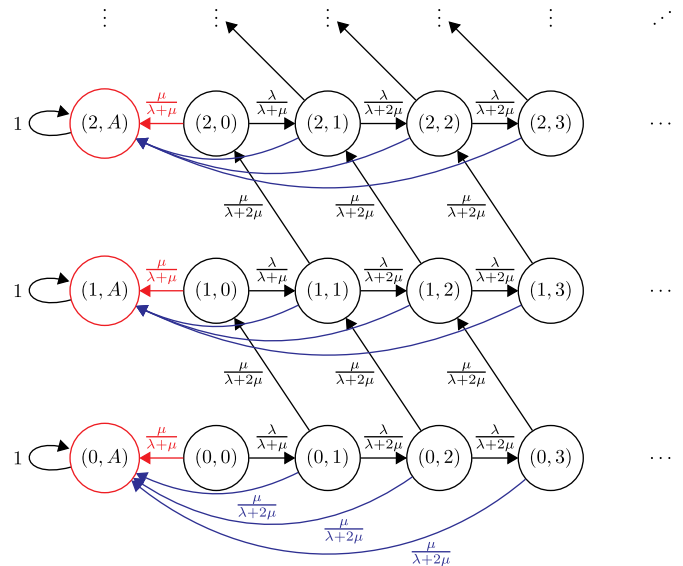 ⋮ ⋮ ⋮ ⋮ ⋮ ⋰
μ/(λ+μ) λ/(λ+μ) λ/(λ+2μ) λ/(λ+2μ)
1 (2, A) (2, 0) (2, 1) (2, 2) (2, 3) ⋯
μ/(λ+2μ) μ/(λ+2μ) μ/(λ+2μ)
μ/(λ+μ) λ/(λ+μ) λ/(λ+2μ) λ/(λ+2μ)
1 (1, A) (1, 0) (1, 1) (1, 2) (1, 3) ⋯
μ/(λ+2μ) μ/(λ+2μ) μ/(λ+2μ)
μ/(λ+μ) λ/(λ+μ) λ/(λ+2μ) λ/(λ+2μ)
1 (0, A) (0, 0) (0, 1) (0, 2) (0, 3) ⋯
μ/(λ+2μ)
μ/(λ+2μ)
μ/(λ+2μ)